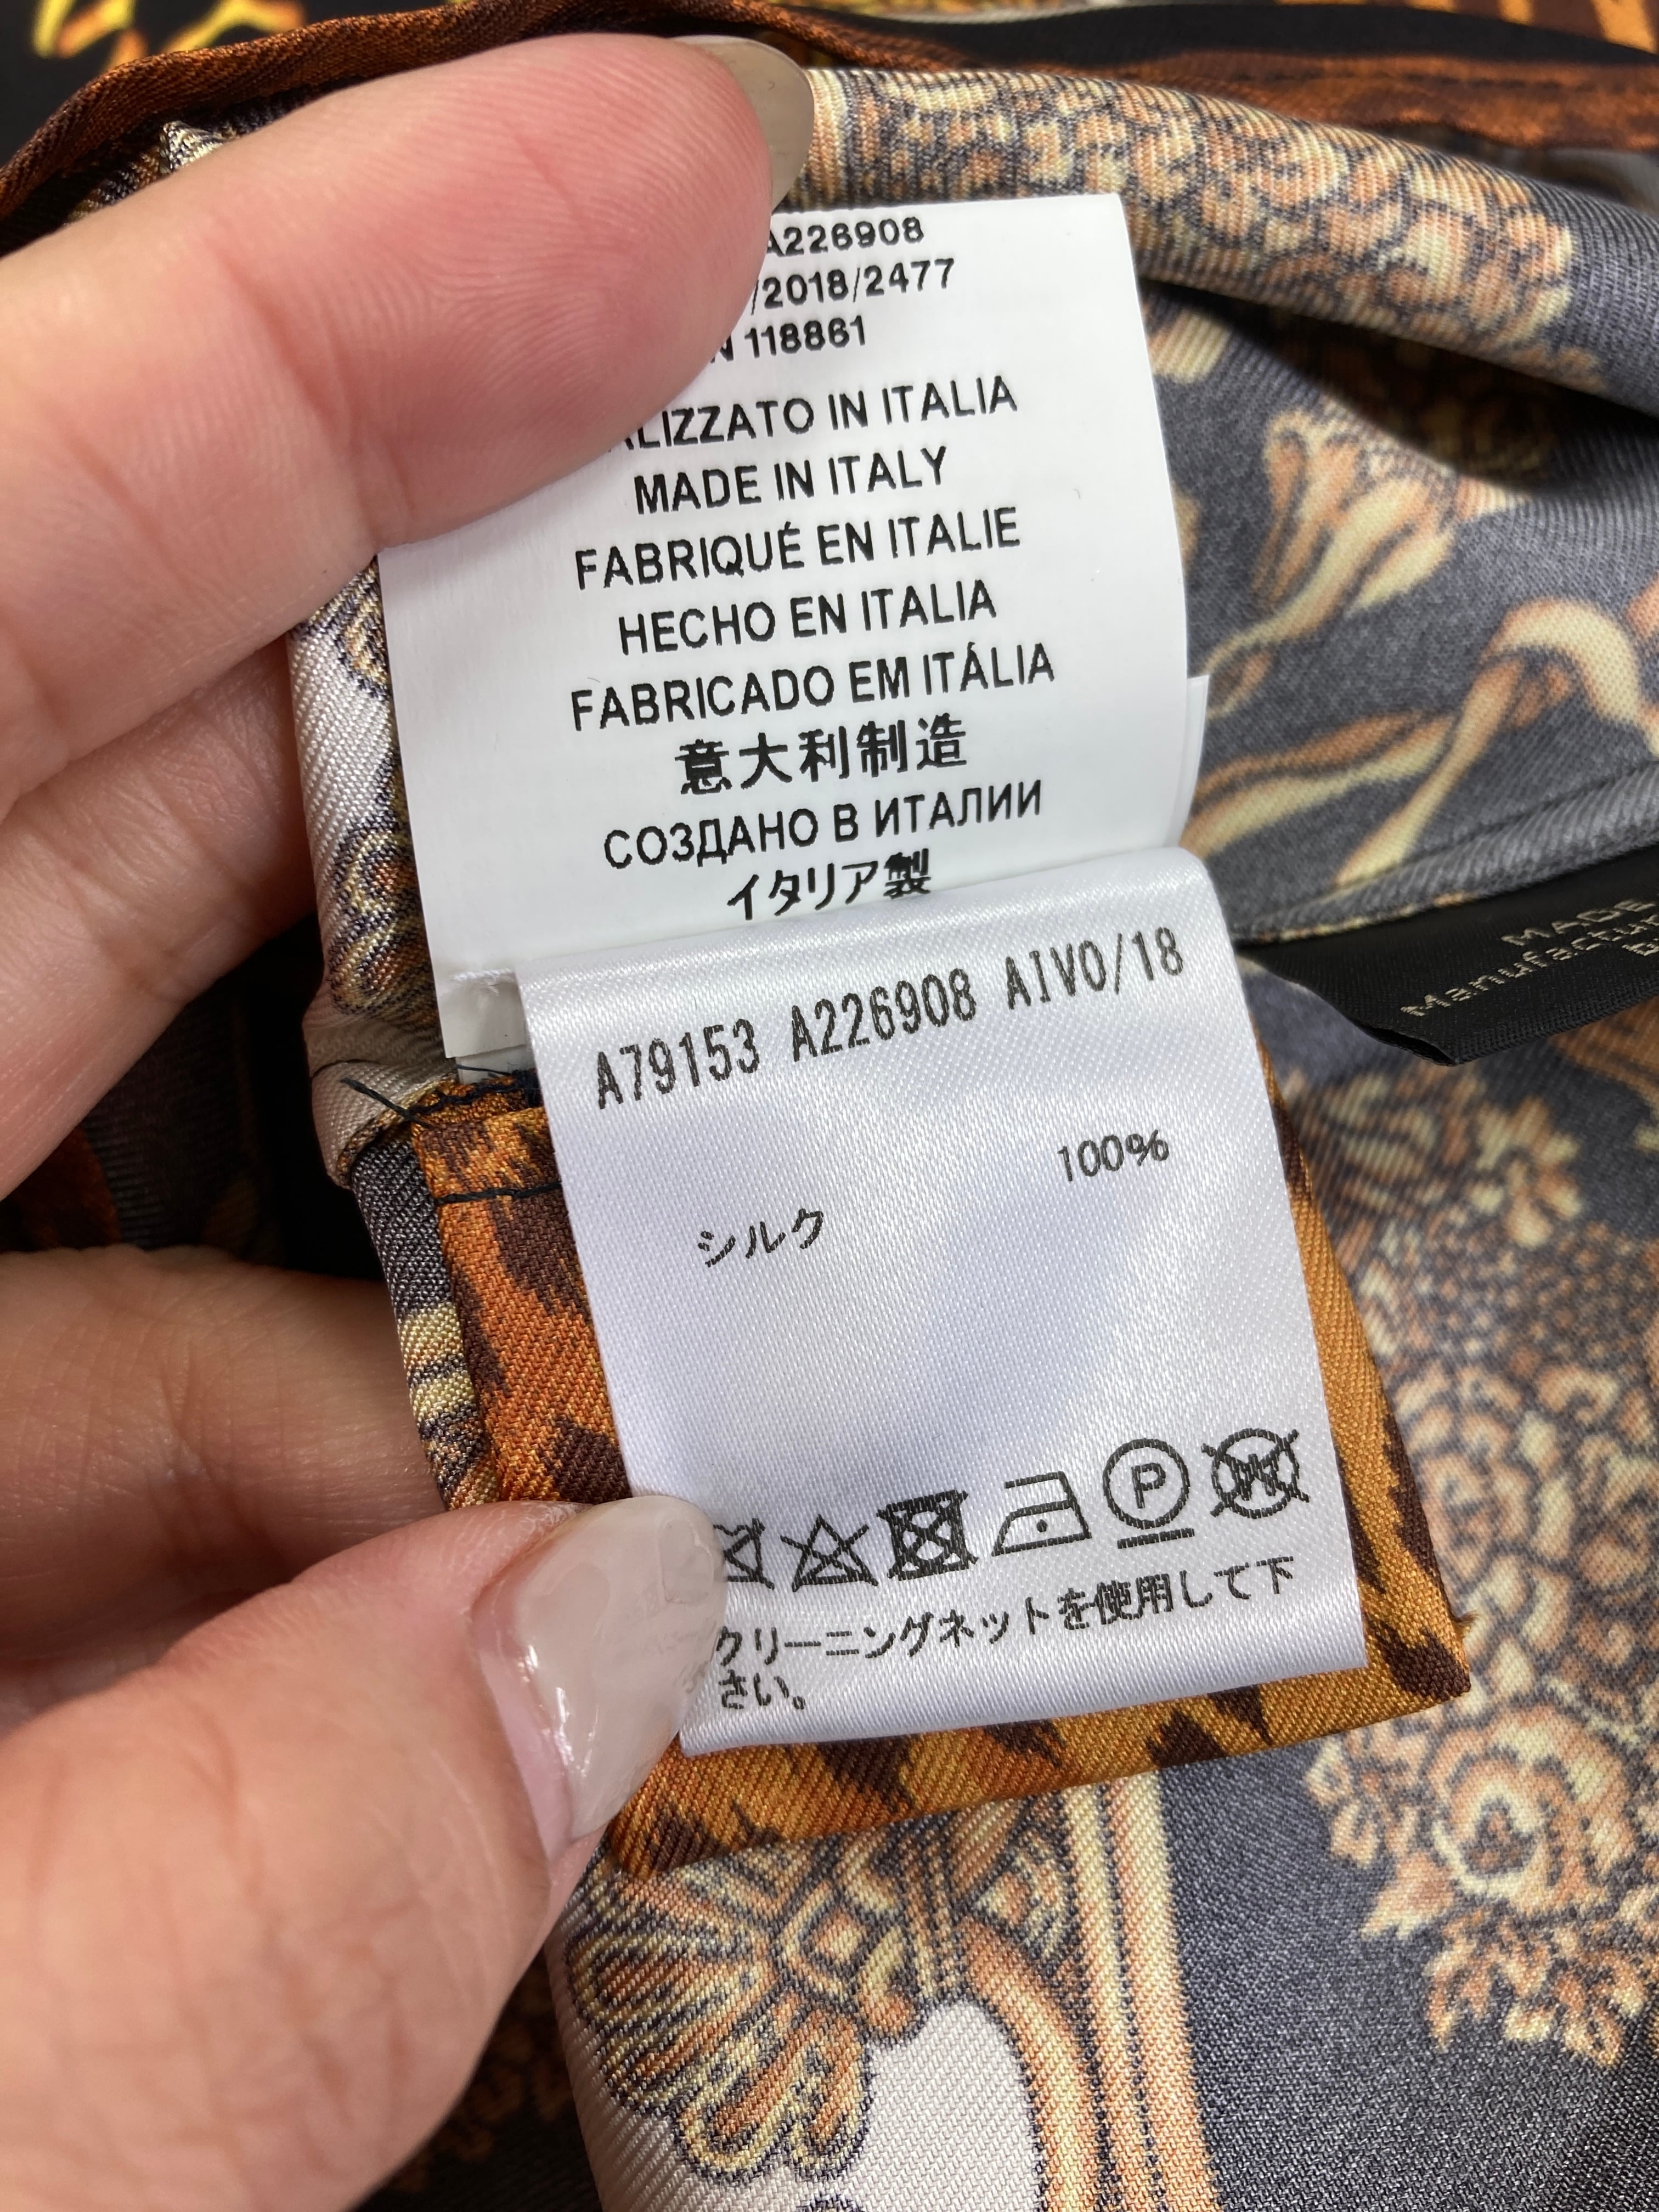 A226908
/2018/2477
118861
ALIZZATO IN ITALIA
MADE IN ITALY
FABRIQUÉ EN ITALIE
HECHO EN ITALIA
FABRICADO EM ITÁLIA
意大利制造
СОЗДАНО В ИТАЛИИ
イタリア製
MADE
Manufactur
A79153 A226908 AIVO/18
100%
シルク
P W
クリーニングネットを使用して下
さい。